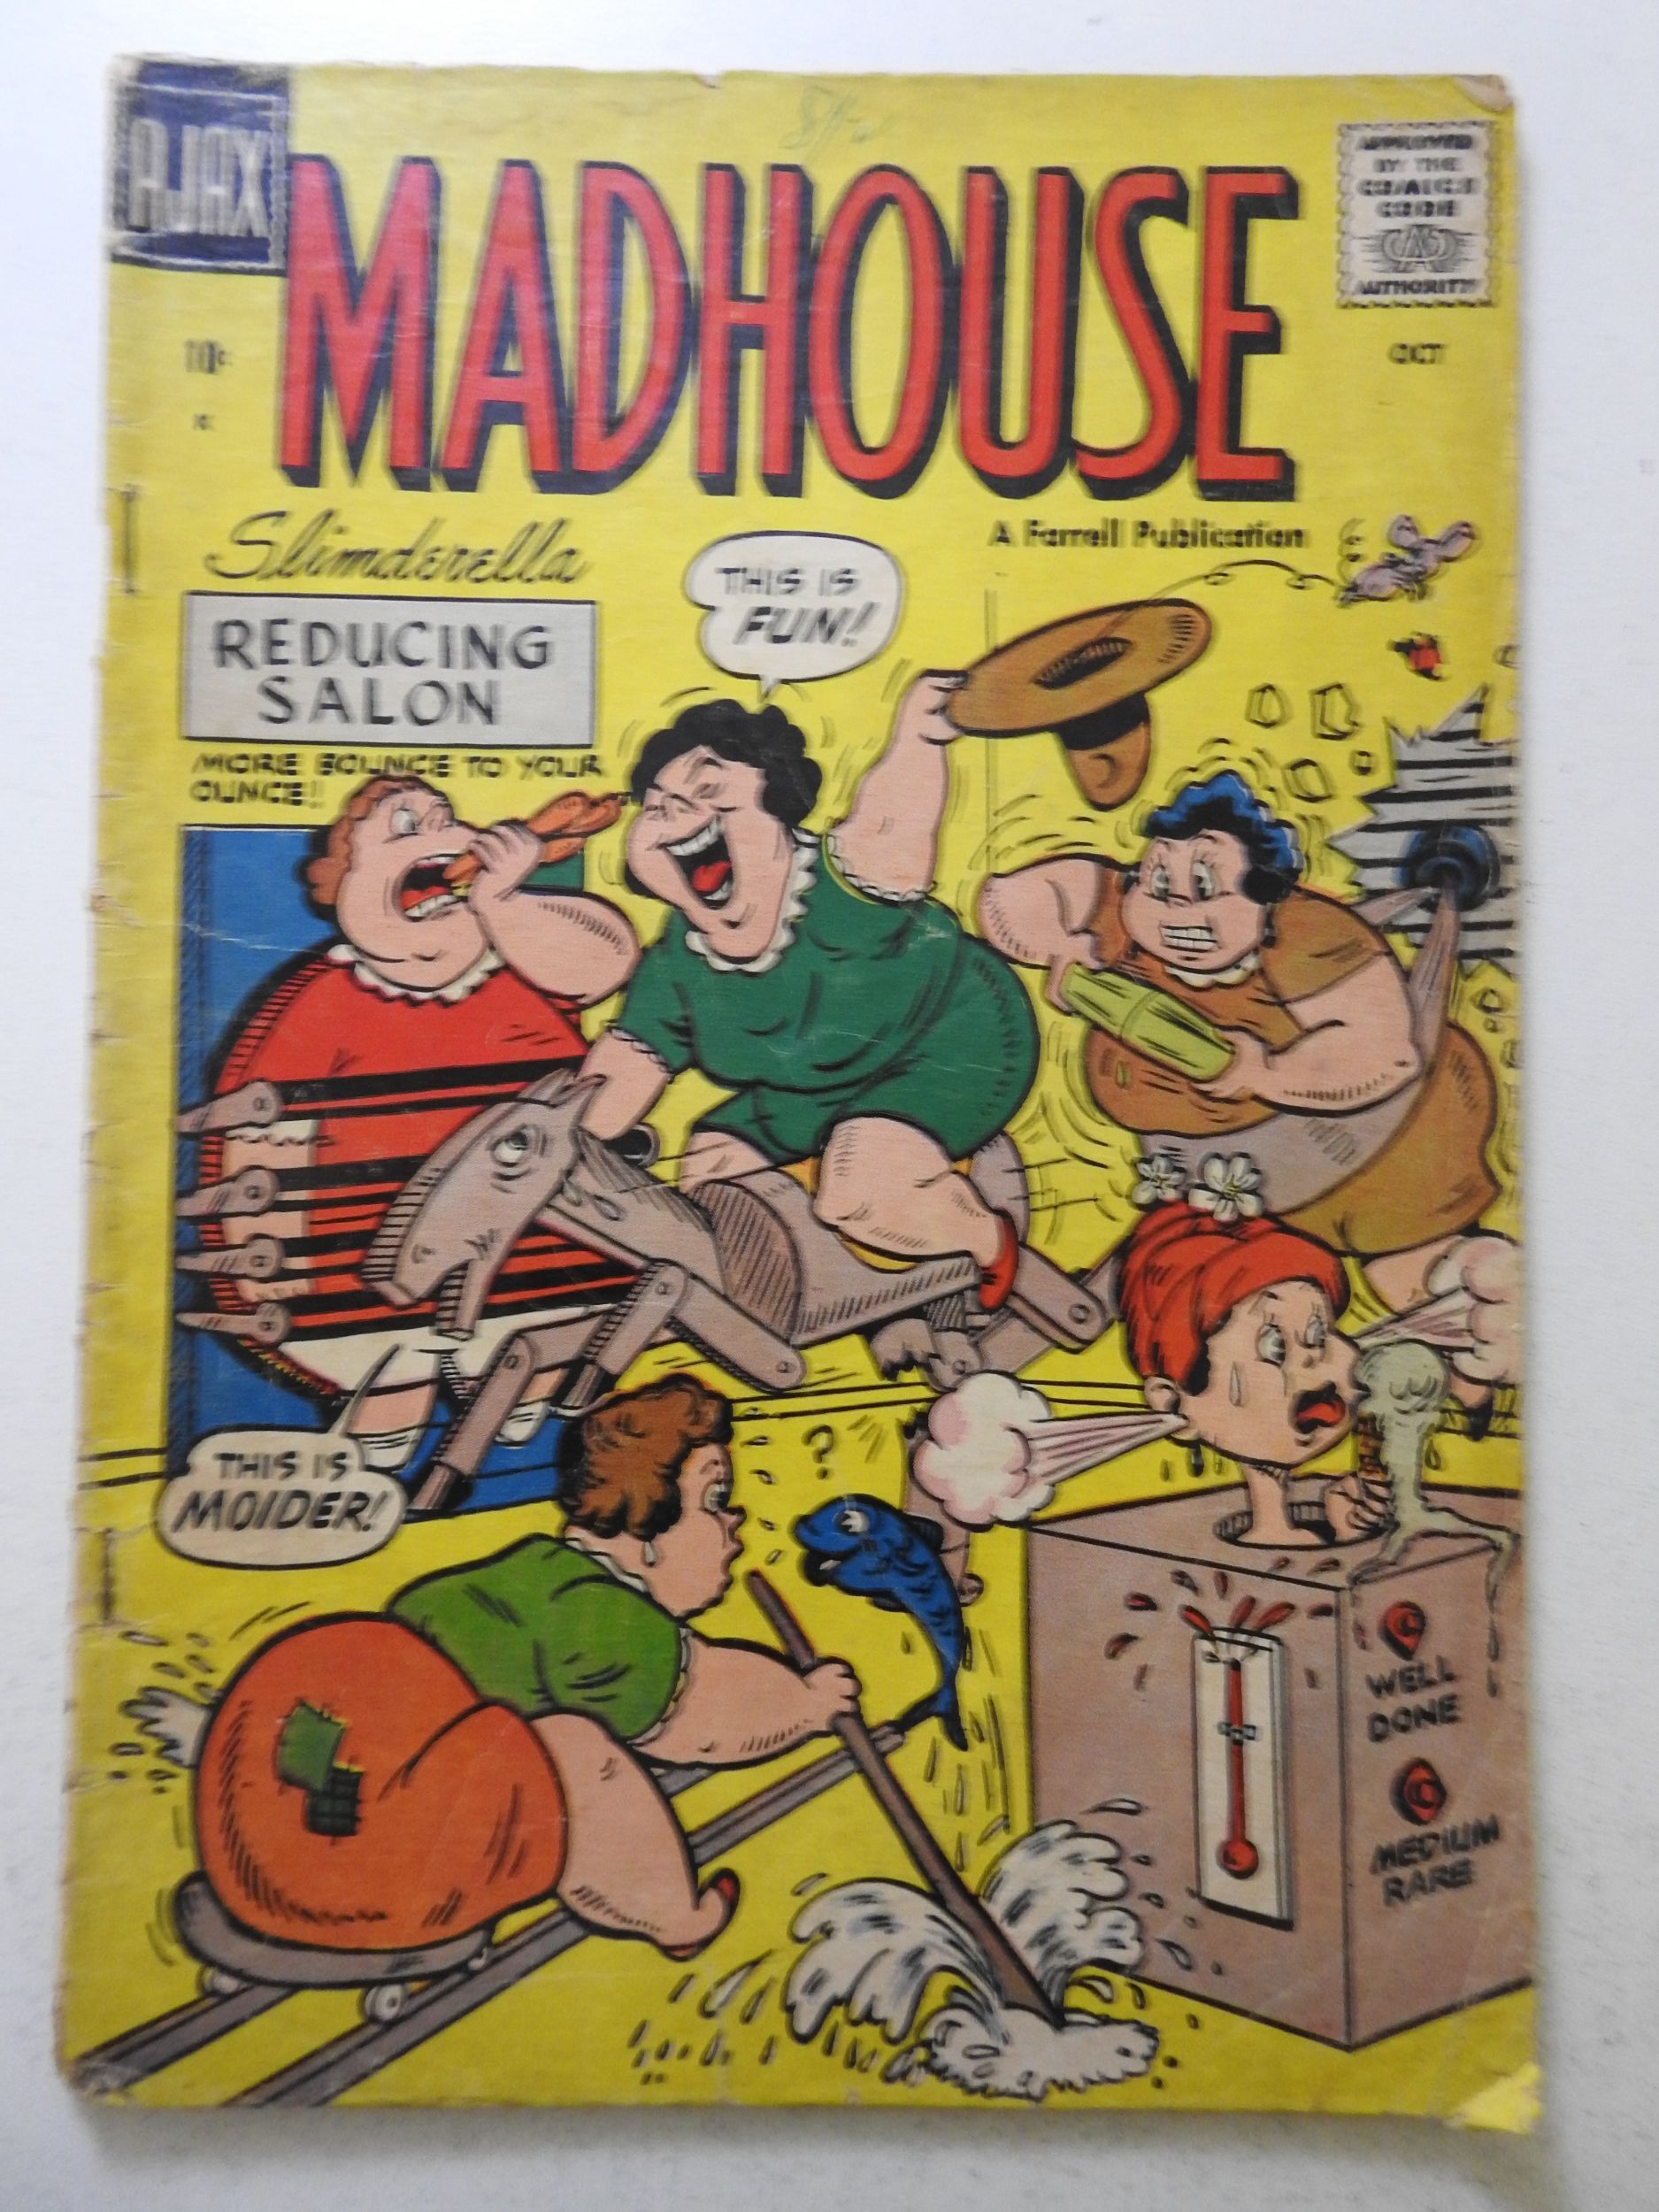 AJAX
MADHOUSE
APPROVED
BY THE
COMICS
CODE
AUTHORITY
10¢
OCT
Slimderella
A Farrell Publication
REDUCING
SALON
THIS IS
FUN!
MORE BOUNCE TO YOUR
OUNCE!!
THIS IS
MOIDER!
?
WELL
DONE
MEDIUM
RARE